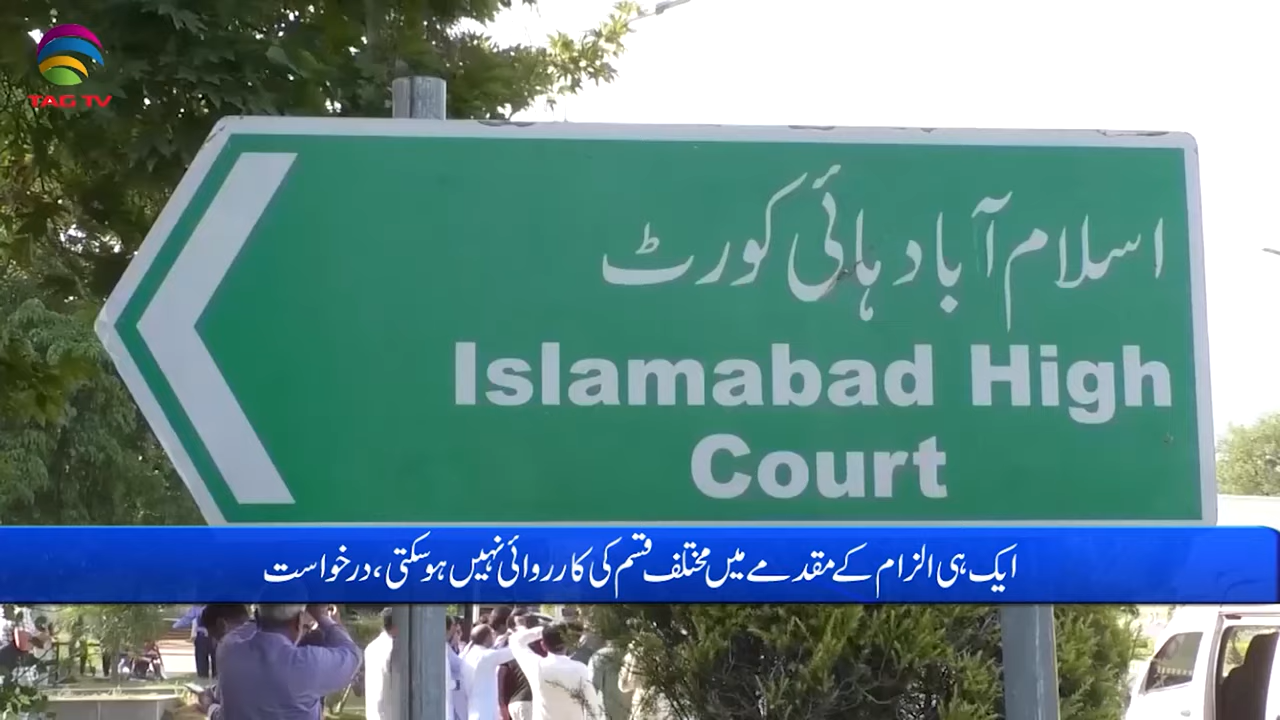 TAG TV
اسلام آباد ہائی کورٹ
Islamabad High
Court
ایک ہی الزام کے مقدمے میں مختلف قسم کی کارروائی نہیں ہوسکتی، درخواست